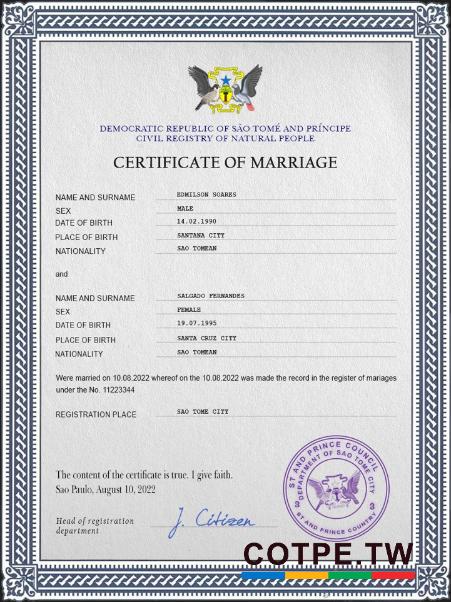 DEMOCRATIC REPUBLIC OF SÃO TOMÉ AND PRÍNCIPE
CIVIL REGISTRY OF NATURAL PEOPLE
CERTIFICATE OF MARRIAGE
NAME AND SURNAME EDMILSON SOARES
SEX MALE
DATE OF BIRTH 14.02.1990
PLACE OF BIRTH SANTANA CITY
NATIONALITY SAO TOMEAN
and
NAME AND SURNAME SALGADO FERNANDES
SEX FEMALE
DATE OF BIRTH 19.07.1995
PLACE OF BIRTH SANTA CRUZ CITY
NATIONALITY SAO TOMEAN
Were married on 10.08.2022 whereof on the 10.08.2022 was made the record in the register of mariages
under the No. 11223344
REGISTRATION PLACE SAO TOME CITY
The content of the certificate is true. I give faith.
Sao Paulo, August 10, 2022
Head of registration
department
J. Citizen
ST AND PRINCE COUNCIL
DEPARTMENT OF SAO TOME CITY
3 3
ST AND PRINCE COUNTRY
COTPE.TW